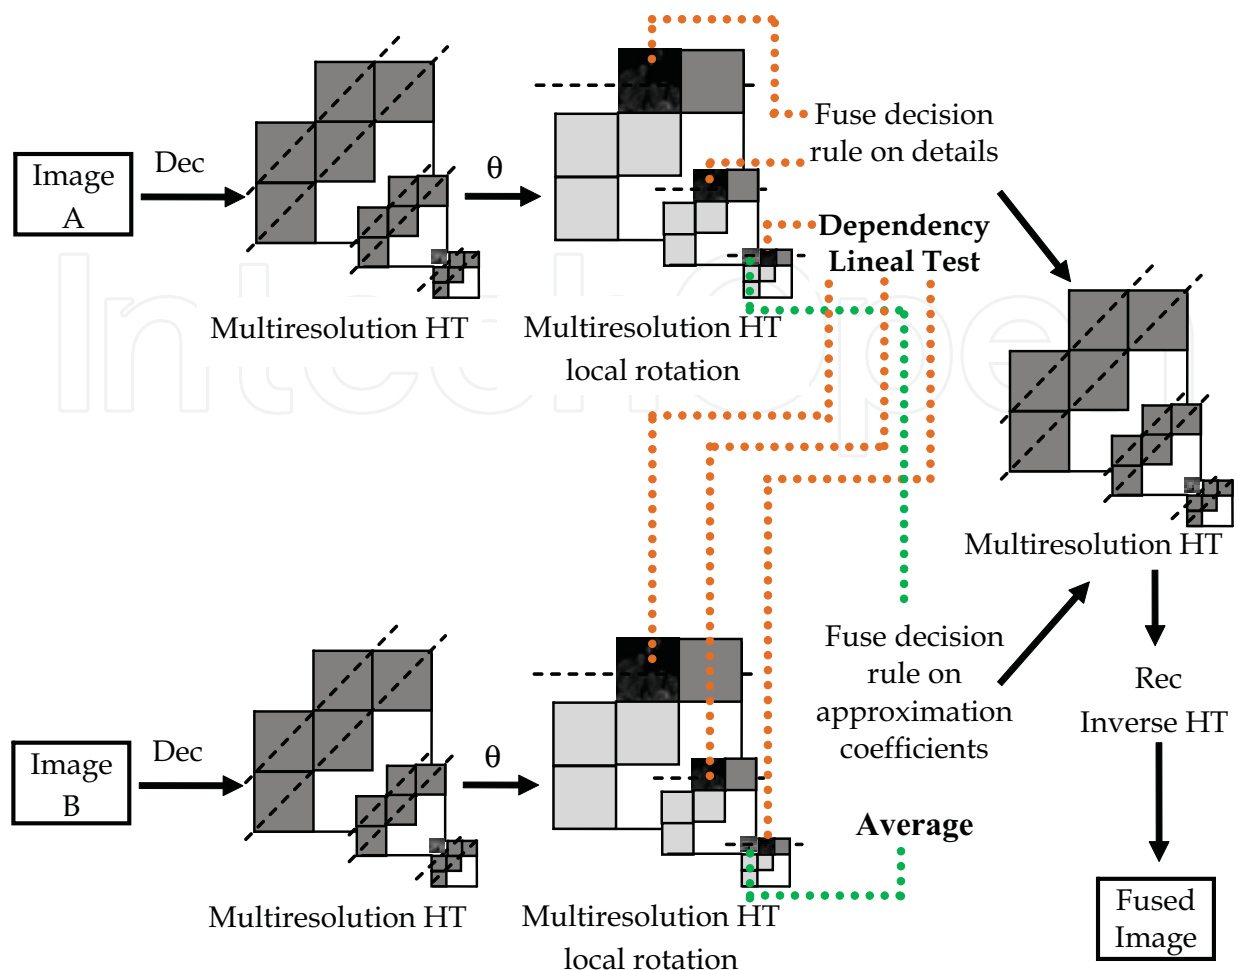 Image
A
Dec
Multiresolution HT
θ
Multiresolution HT
local rotation
Fuse decision
rule on details
Dependency
Lineal Test
IntechOpen
Multiresolution HT
Image
B
Dec
Multiresolution HT
θ
Multiresolution HT
local rotation
Fuse decision
rule on
approximation
coefficients
Average
Rec
Inverse HT
Fused
Image